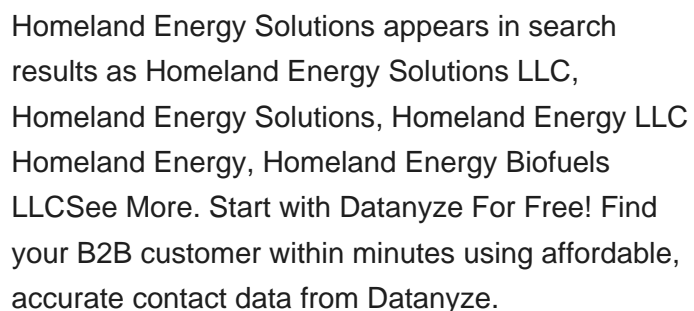 Homeland Energy Solutions appears in search
results as Homeland Energy Solutions LLC,
Homeland Energy Solutions, Homeland Energy LLC
Homeland Energy, Homeland Energy Biofuels
LLCSee More. Start with Datanyze For Free! Find
your B2B customer within minutes using affordable,
accurate contact data from Datanyze.